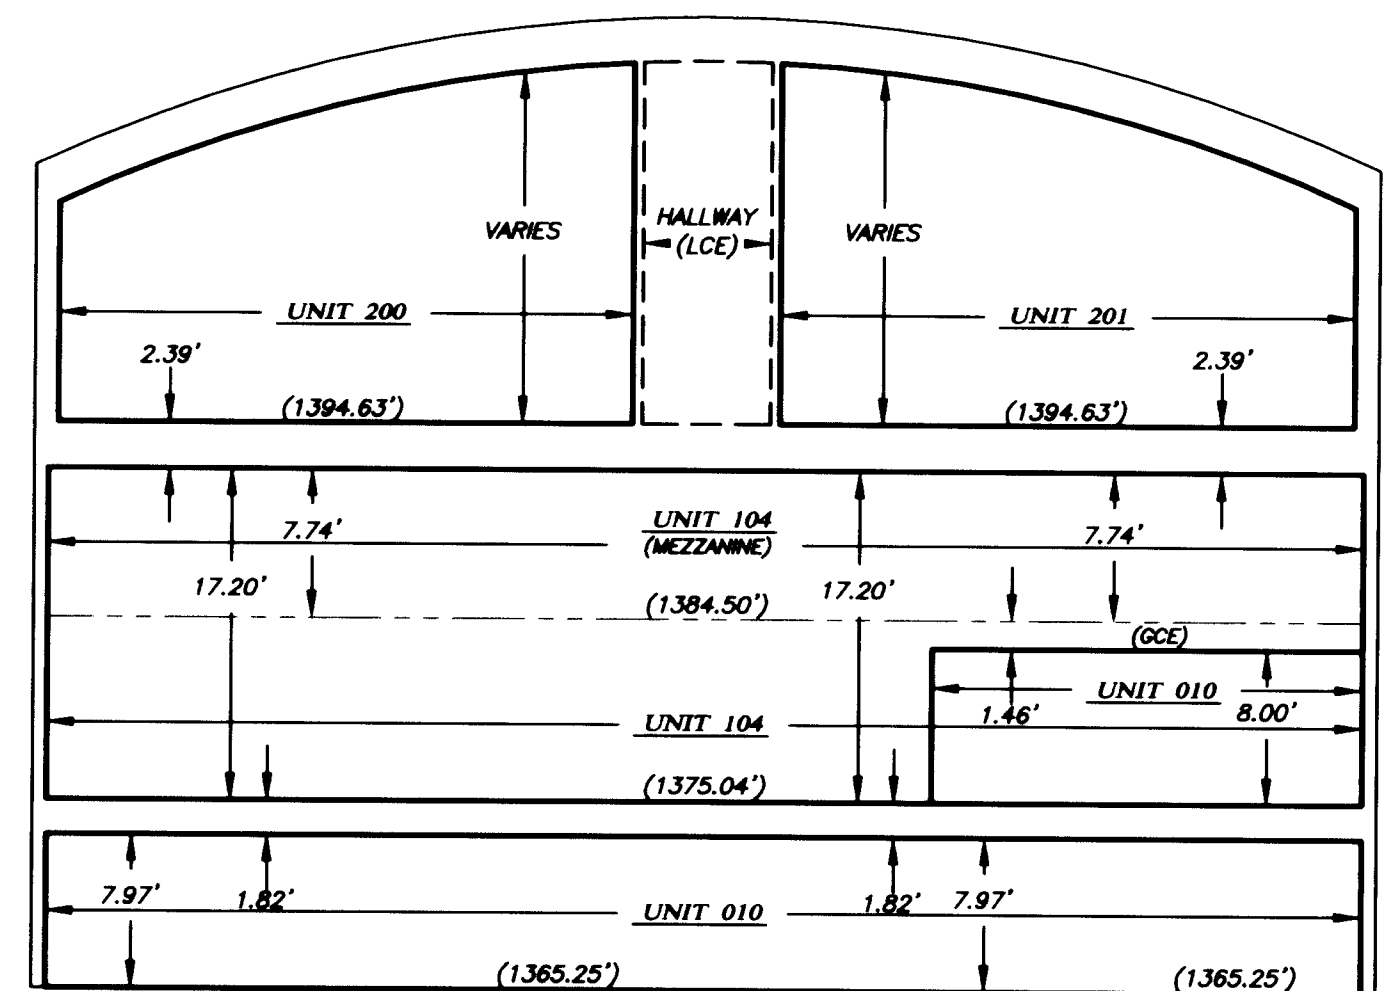 HALLWAY
VARIES (LCE) VARIES
UNIT 200 UNIT 201
2.39' 2.39'
(1394.63') (1394.63')
UNIT 104
7.74' (MEZZANINE) 7.74'
17.20' (1384.50') 17.20'
(GCE)
UNIT 010
UNIT 104 1.46' 8.00'
(1375.04')
7.97' 1.82' 1.82' 7.97'
UNIT 010
(1365.25') (1365.25')